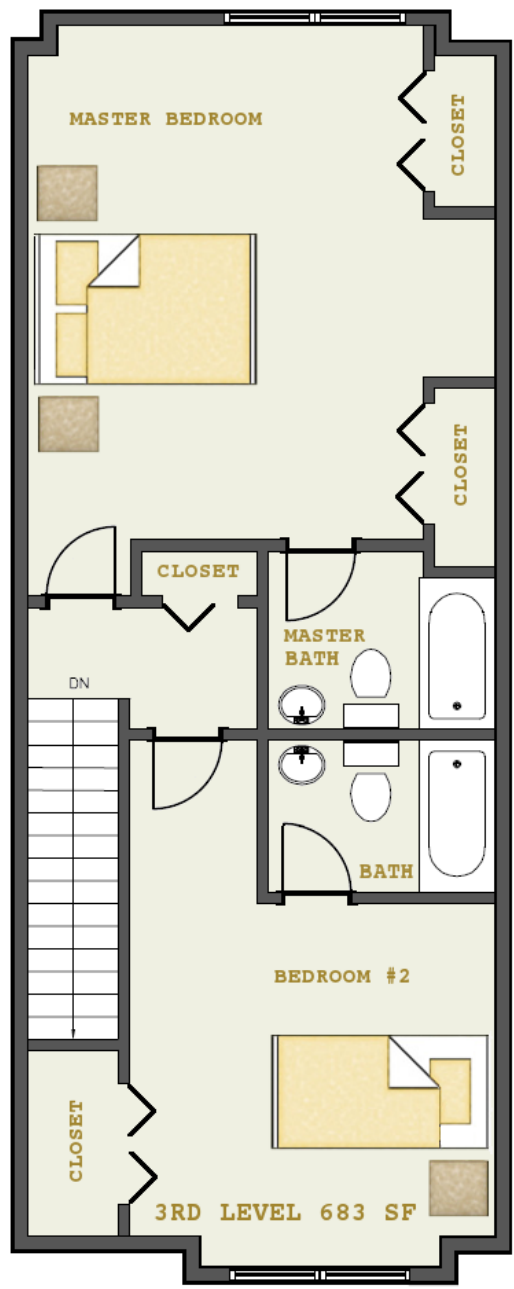 MASTER BEDROOM
CLOSET
CLOSET
CLOSET
MASTER
BATH
DN
BATH
BEDROOM #2
CLOSET
3RD LEVEL 683 SF